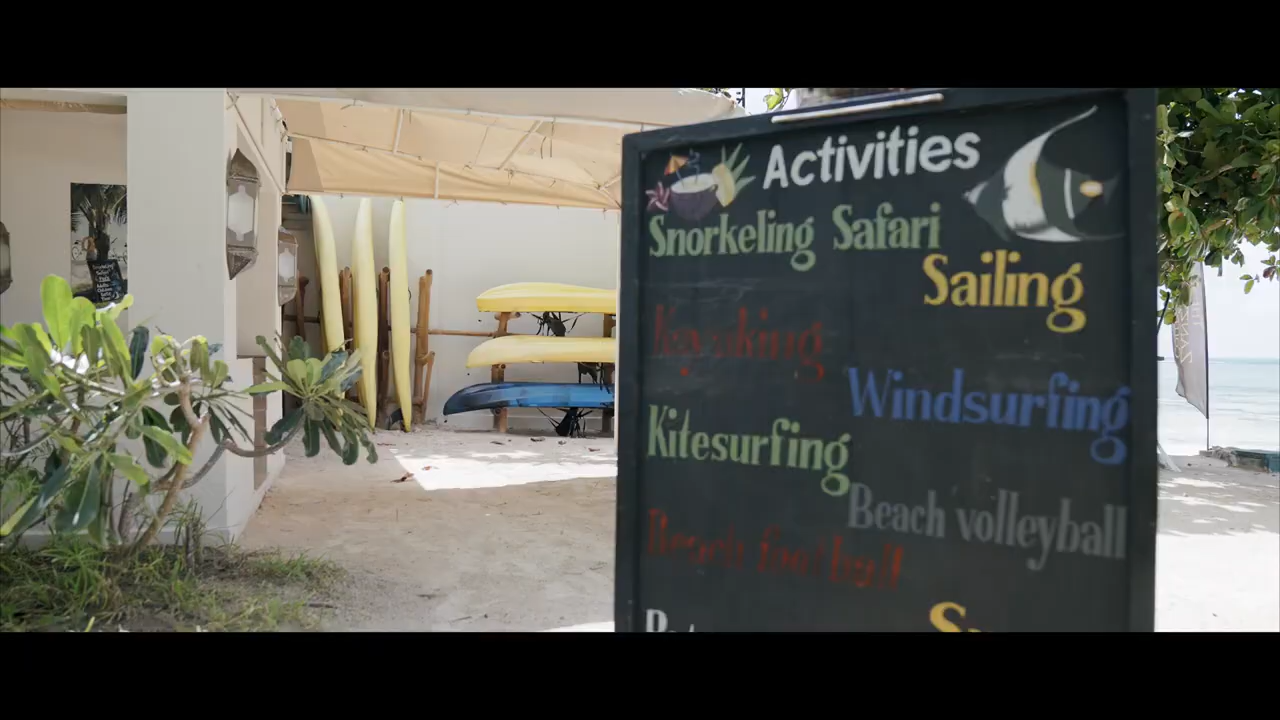 Activities
Snorkeling Safari
Sailing
Kayaking
Windsurfing
Kitesurfing
Beach volleyball
Beach football